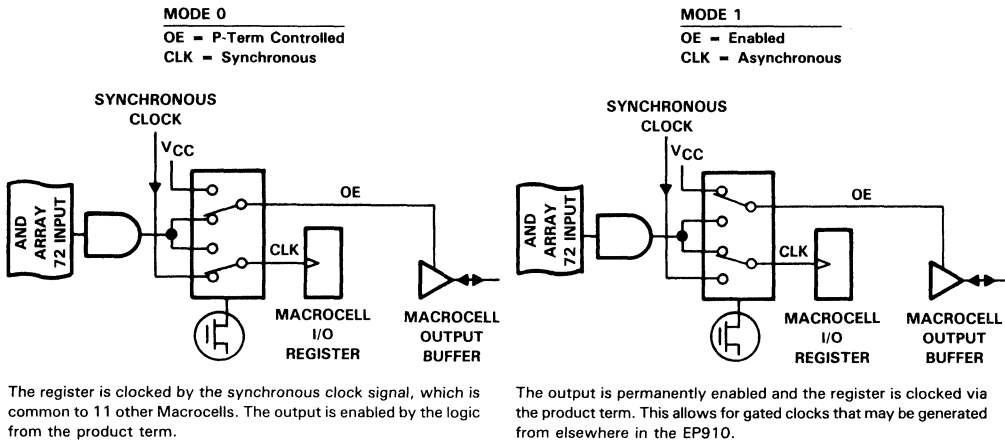 MODE 0
OE = P-Term Controlled
CLK = Synchronous
SYNCHRONOUS
CLOCK
VCC
AND
ARRAY
72 INPUT
OE
CLK
MACROCELL
I/O
REGISTER
MACROCELL
OUTPUT
BUFFER
The register is clocked by the synchronous clock signal, which is
common to 11 other Macrocells. The output is enabled by the logic
from the product term.
MODE 1
OE = Enabled
CLK = Asynchronous
SYNCHRONOUS
CLOCK
VCC
AND
ARRAY
72 INPUT
OE
CLK
MACROCELL
I/O
REGISTER
MACROCELL
OUTPUT
BUFFER
The output is permanently enabled and the register is clocked via
the product term. This allows for gated clocks that may be generated
from elsewhere in the EP910.